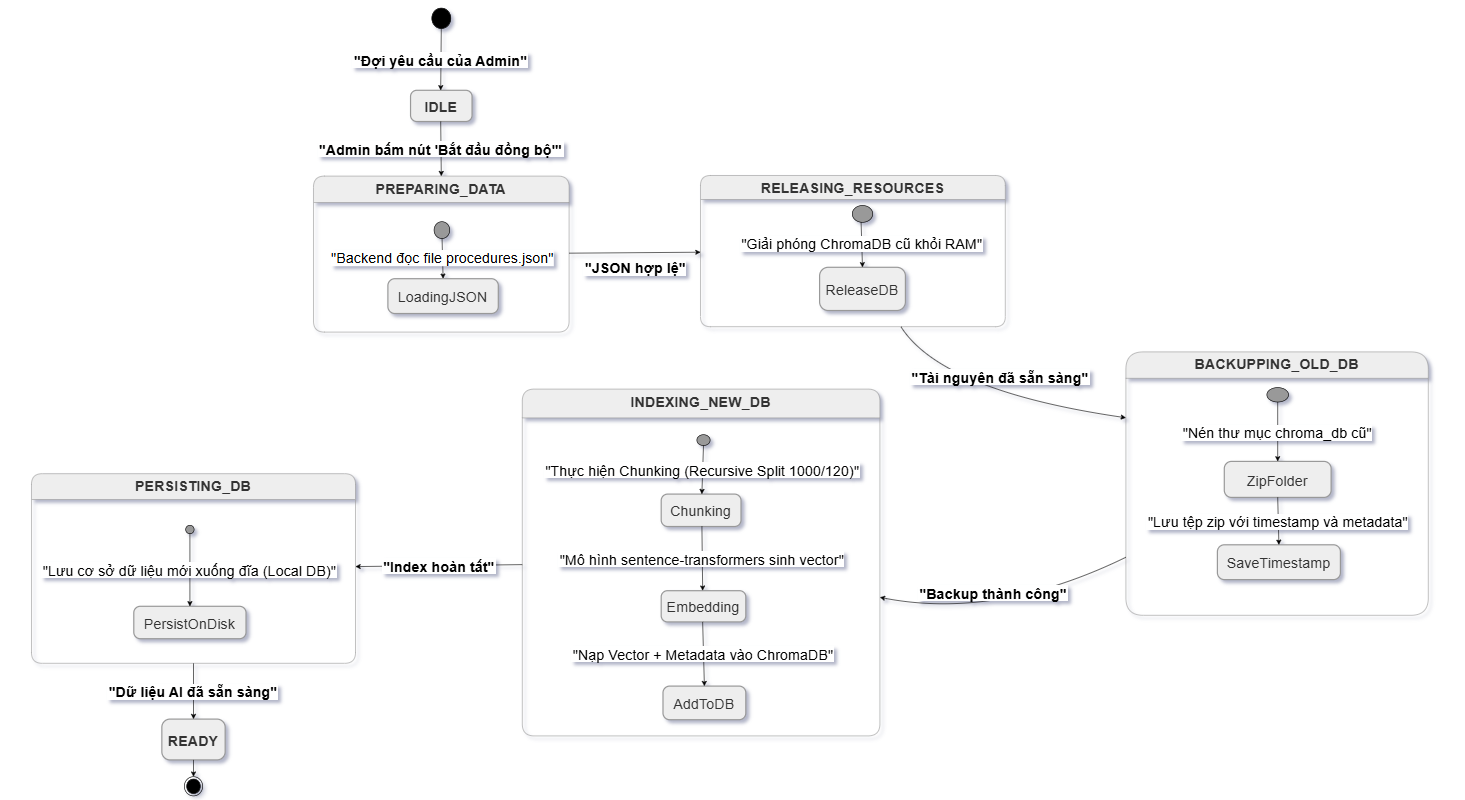 "Đợi yêu cầu của Admin"
IDLE
"Admin bấm nút 'Bắt đầu đồng bộ'"
PREPARING_DATA
"Backend đọc file procedures.json"
LoadingJSON
"JSON hợp lệ"
RELEASING_RESOURCES
"Giải phóng ChromaDB cũ khỏi RAM"
ReleaseDB
"Tài nguyên đã sẵn sàng"
BACKUPPING_OLD_DB
"Nén thư mục chroma_db cũ"
ZipFolder
"Lưu tệp zip với timestamp và metadata"
SaveTimestamp
"Backup thành công"
INDEXING_NEW_DB
"Thực hiện Chunking (Recursive Split 1000/120)"
Chunking
"Mô hình sentence-transformers sinh vector"
Embedding
"Nạp Vector + Metadata vào ChromaDB"
AddToDB
"Index hoàn tất"
PERSISTING_DB
"Lưu cơ sở dữ liệu mới xuống đĩa (Local DB)"
PersistOnDisk
"Dữ liệu AI đã sẵn sàng"
READY